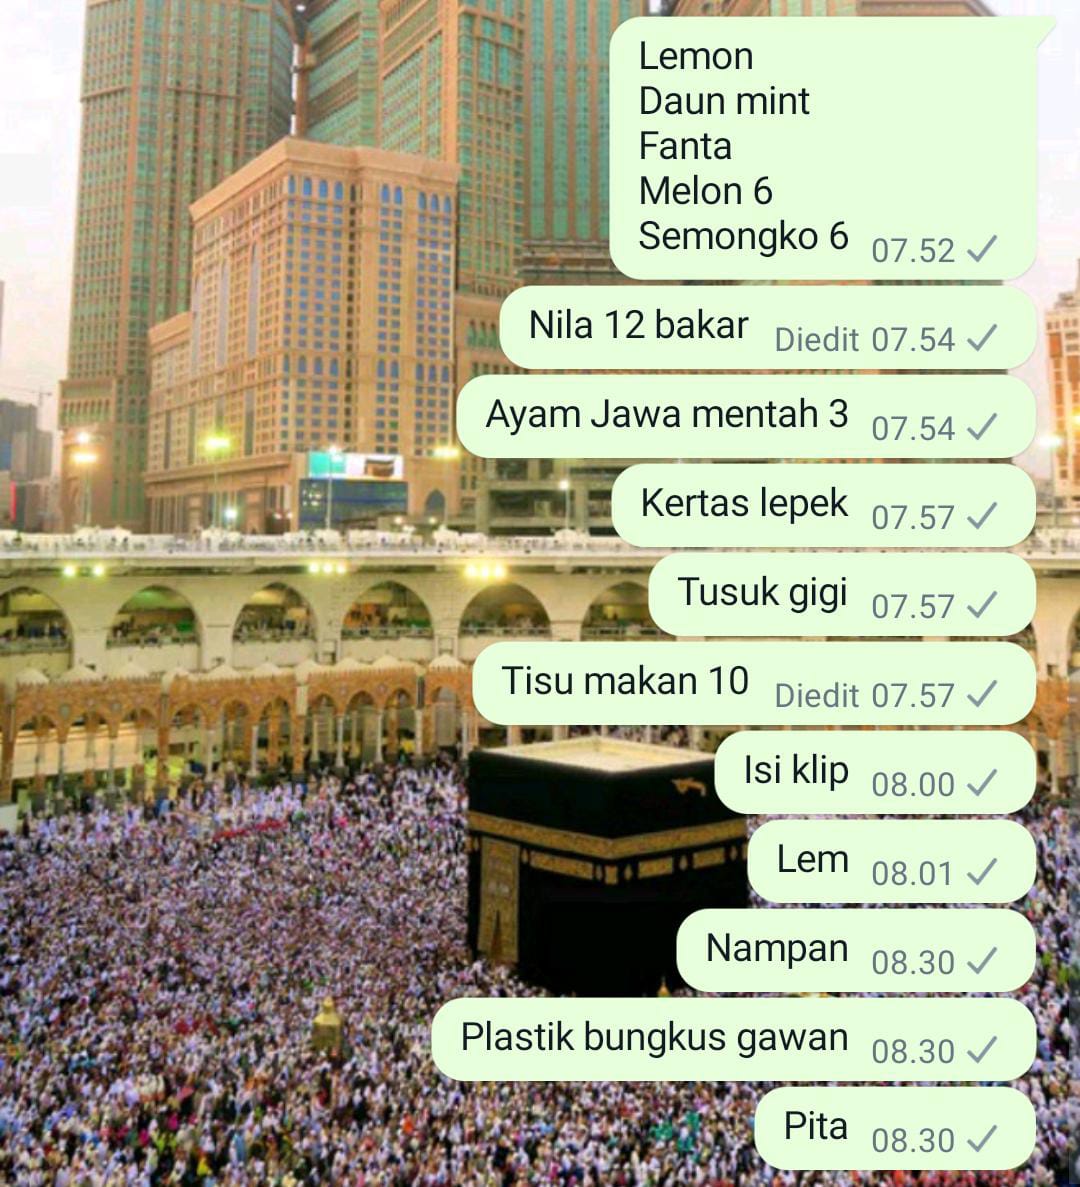 Lemon
Daun mint
Fanta
Melon 6
Semongko 6 07.52
Nila 12 bakar Diedit 07.54
Ayam Jawa mentah 3 07.54
Kertas lepek 07.57
Tusuk gigi 07.57
Tisu makan 10 Diedit 07.57
Isi klip 08.00
Lem 08.01
Nampan 08.30
Plastik bungkus gawan 08.30
Pita 08.30